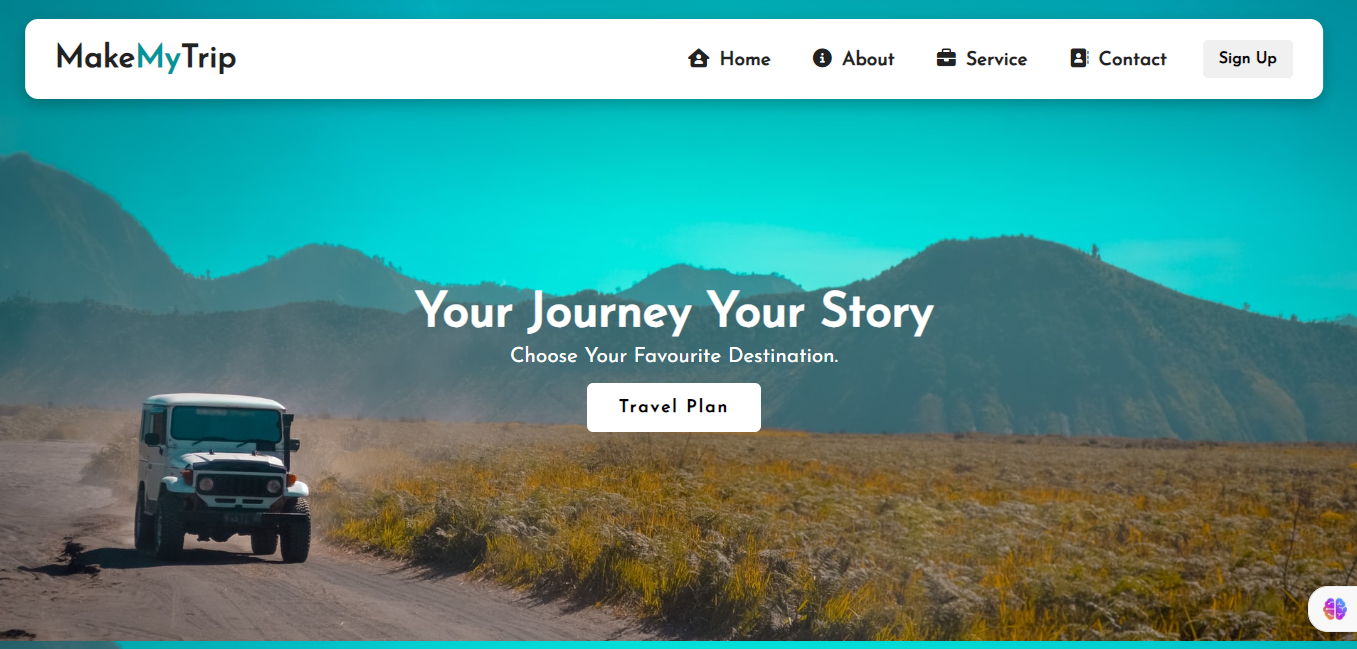 MakeMyTrip
Home About Service Contact Sign Up
Your Journey Your Story
Choose Your Favourite Destination.
Travel Plan